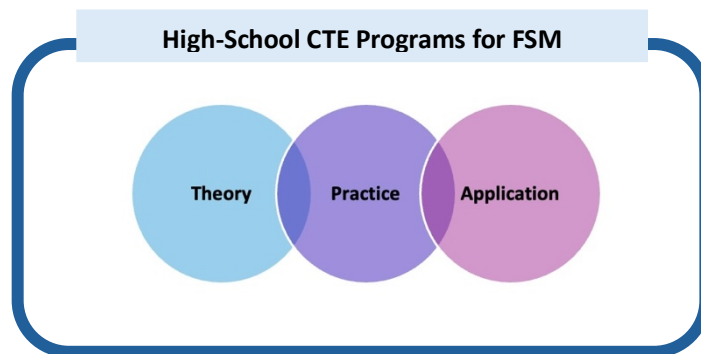 High-School CTE Programs for FSM
Theory
Practice
Application